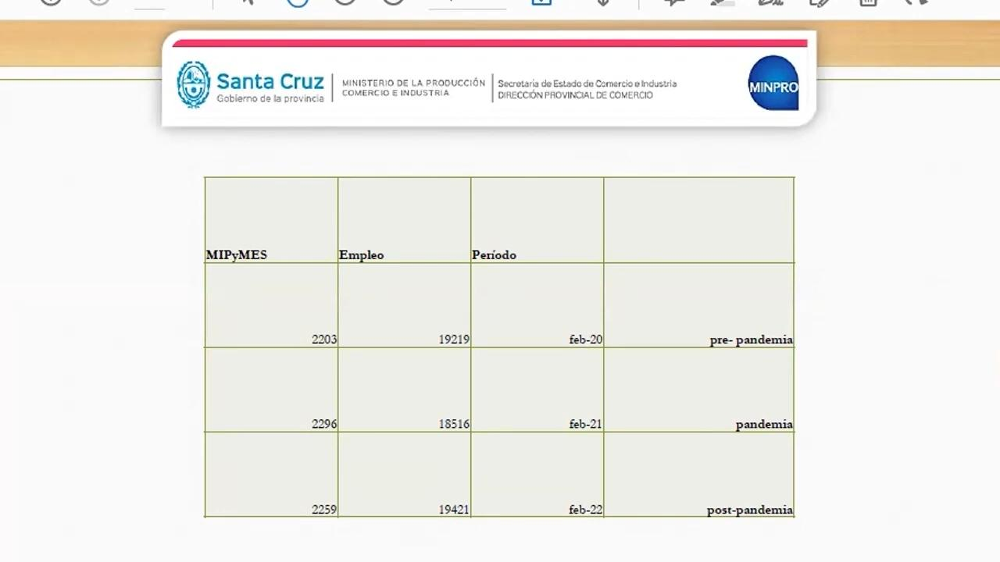 Santa Cruz
Gobierno de la provincia
MINISTERIO DE LA PRODUCCIÓN
COMERCIO E INDUSTRIA
Secretaría de Estado de Comercio e Industria
DIRECCIÓN PROVINCIAL DE COMERCIO
MINPRO
MIPyMES Empleo Período
2203 19219 feb-20 pre- pandemia
2296 18516 feb-21 pandemia
2259 19421 feb-22 post-pandemia